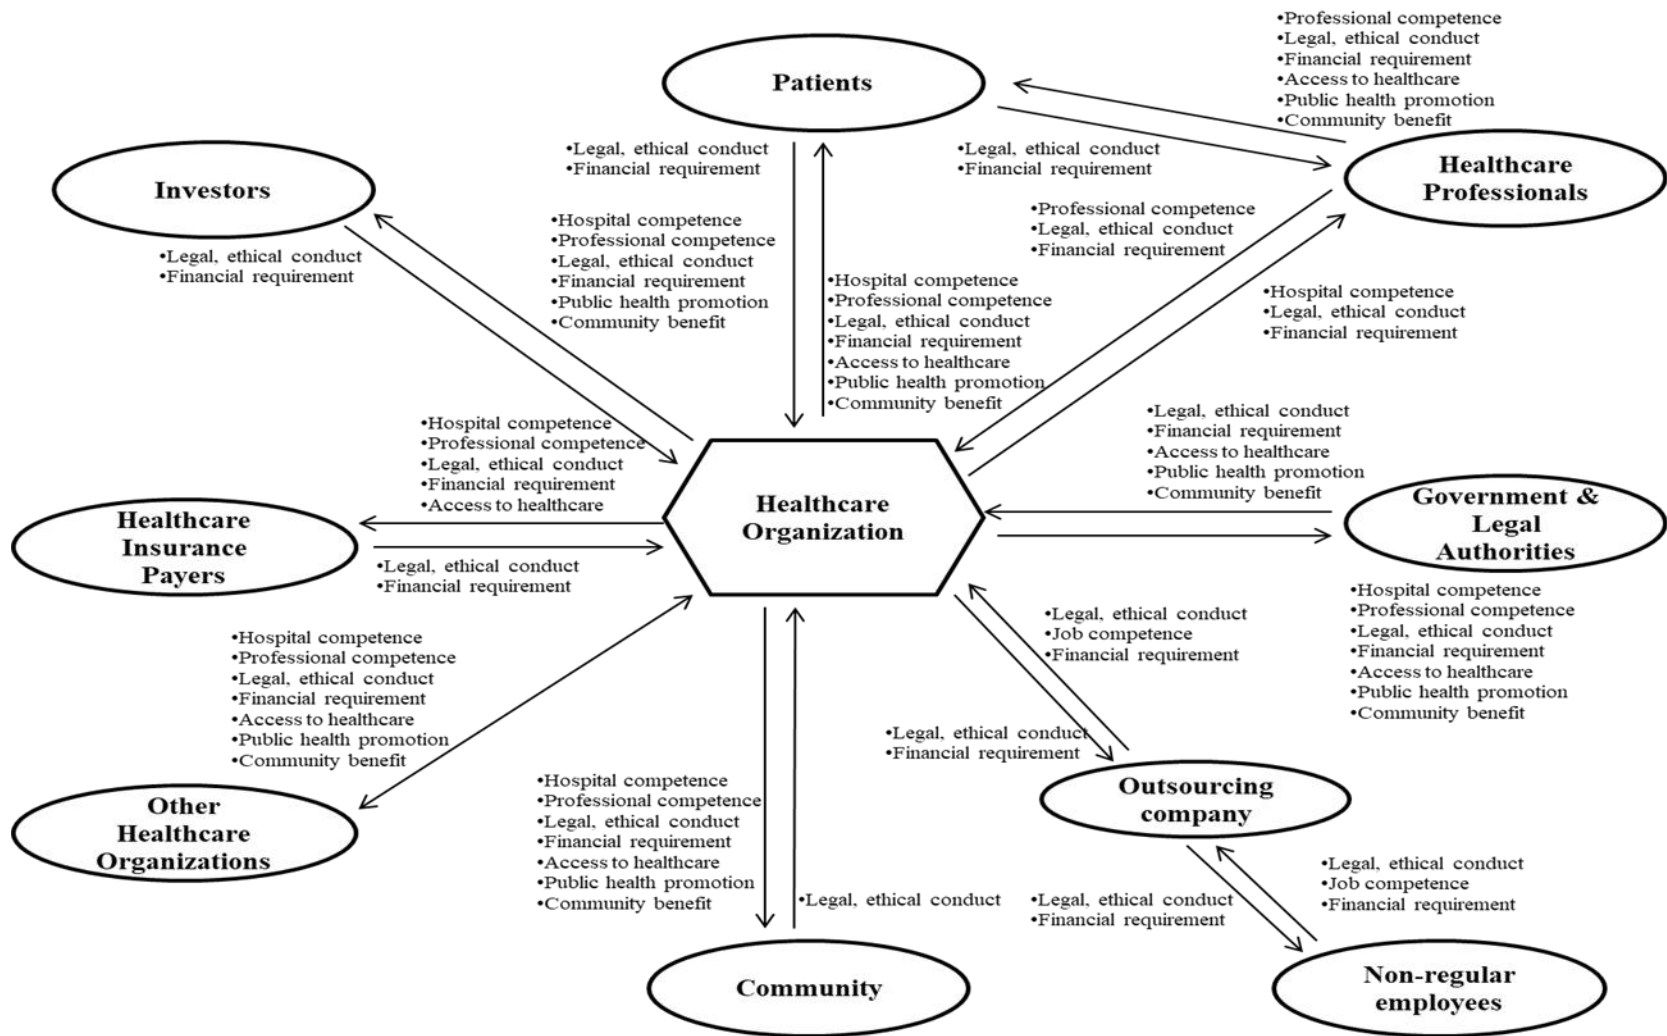 •Professional competence
•Legal, ethical conduct
•Financial requirement
•Access to healthcare
•Public health promotion
•Community benefit
Patients
•Legal, ethical conduct
•Financial requirement
•Legal, ethical conduct
•Financial requirement
Healthcare
Professionals
Investors
•Legal, ethical conduct
•Financial requirement
•Hospital competence
•Professional competence
•Legal, ethical conduct
•Financial requirement
•Public health promotion
•Community benefit
•Professional competence
•Legal, ethical conduct
•Financial requirement
•Hospital competence
•Professional competence
•Legal, ethical conduct
•Financial requirement
•Access to healthcare
•Public health promotion
•Community benefit
•Hospital competence
•Legal, ethical conduct
•Financial requirement
•Hospital competence
•Professional competence
•Legal, ethical conduct
•Financial requirement
•Access to healthcare
•Legal, ethical conduct
•Financial requirement
•Access to healthcare
•Public health promotion
•Community benefit
Healthcare
Insurance
Payers
Healthcare
Organization
Government &
Legal
Authorities
•Legal, ethical conduct
•Financial requirement
•Hospital competence
•Professional competence
•Legal, ethical conduct
•Financial requirement
•Access to healthcare
•Public health promotion
•Community benefit
•Legal, ethical conduct
•Job competence
•Financial requirement
•Hospital competence
•Professional competence
•Legal, ethical conduct
•Financial requirement
•Access to healthcare
•Public health promotion
•Community benefit
•Legal, ethical conduct
•Financial requirement
Other
Healthcare
Organizations
•Hospital competence
•Professional competence
•Legal, ethical conduct
•Financial requirement
•Access to healthcare
•Public health promotion
•Community benefit
•Legal, ethical conduct
Outsourcing
company
•Legal, ethical conduct
•Financial requirement
•Legal, ethical conduct
•Job competence
•Financial requirement
Community
Non-regular
employees